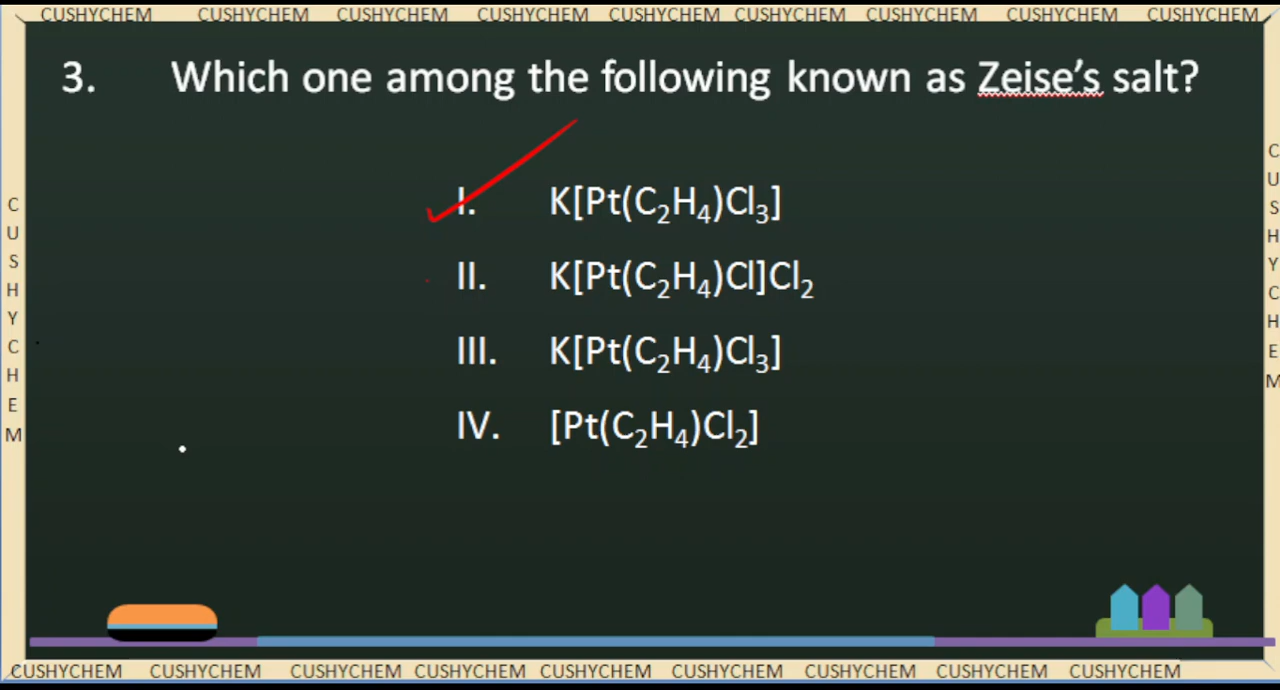 CUSHYCHEM CUSHYCHEM CUSHYCHEM CUSHYCHEM CUSHYCHEM CUSHYCHEM CUSHYCHEM CUSHYCHEM CUSHYCHEM
3. Which one among the following known as Zeise's salt?
I. K[Pt(C₂H₄)Cl₃]
II. K[Pt(C₂H₄)Cl]Cl₂
III. K[Pt(C₂H₄)Cl₃]
IV. [Pt(C₂H₄)Cl₂]
CUSHYCHEM
CUSHYCHEM
CUSHYCHEM CUSHYCHEM CUSHYCHEM CUSHYCHEM CUSHYCHEM CUSHYCHEM CUSHYCHEM CUSHYCHEM CUSHYCHEM